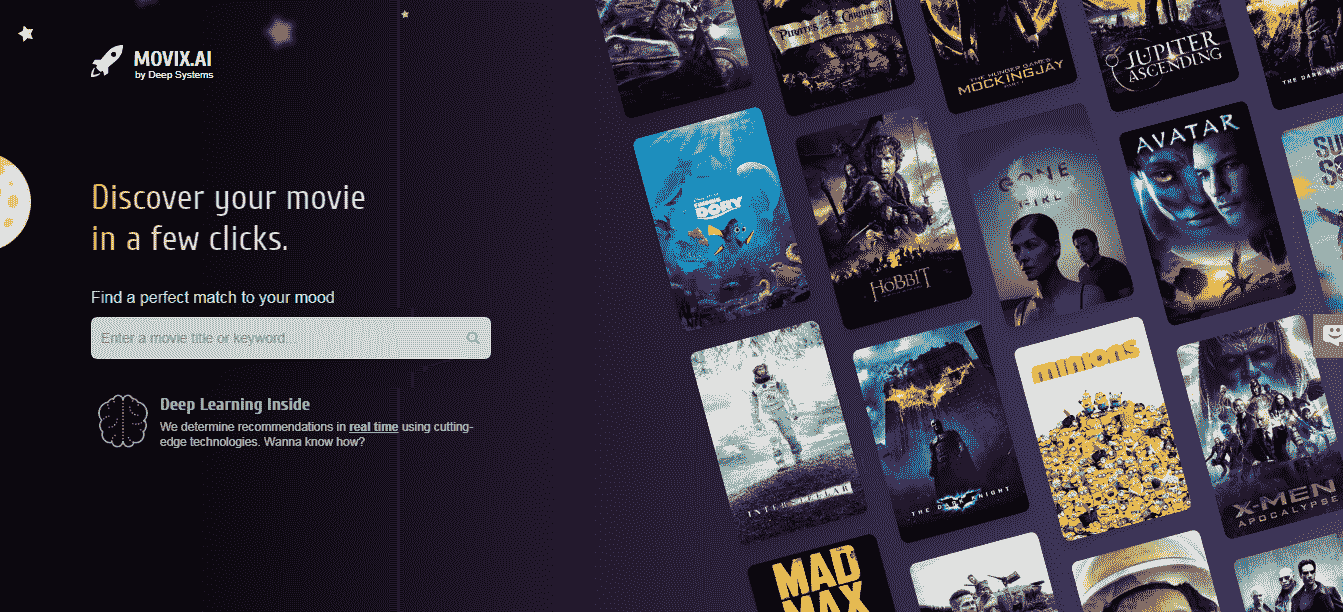 MOVIX.AI
by Deep Systems
Discover your movie
in a few clicks.
Find a perfect match to your mood
Enter a movie title or keyword...
Deep Learning Inside
We determine recommendations in real time using cutting-
edge technologies. Wanna know how?
PIRATES of the CARIBBEAN
THE HUNGER GAMES
MOCKINGJAY
JUPITER
ASCENDING
THE DARK
FINDING
DORY
THE
HOBBIT
GONE
GIRL
AVATAR
SU
INTERSTELLAR
THE DARK KNIGHT
minions
X-MEN
APOCALYPSE
MAD
MAX